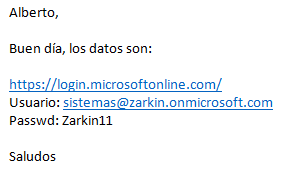 Alberto,
Buen día, los datos son:
https://login.microsoftonline.com/
Usuario: sistemas@zarkin.onmicrosoft.com
Passwd: Zarkin11
Saludos